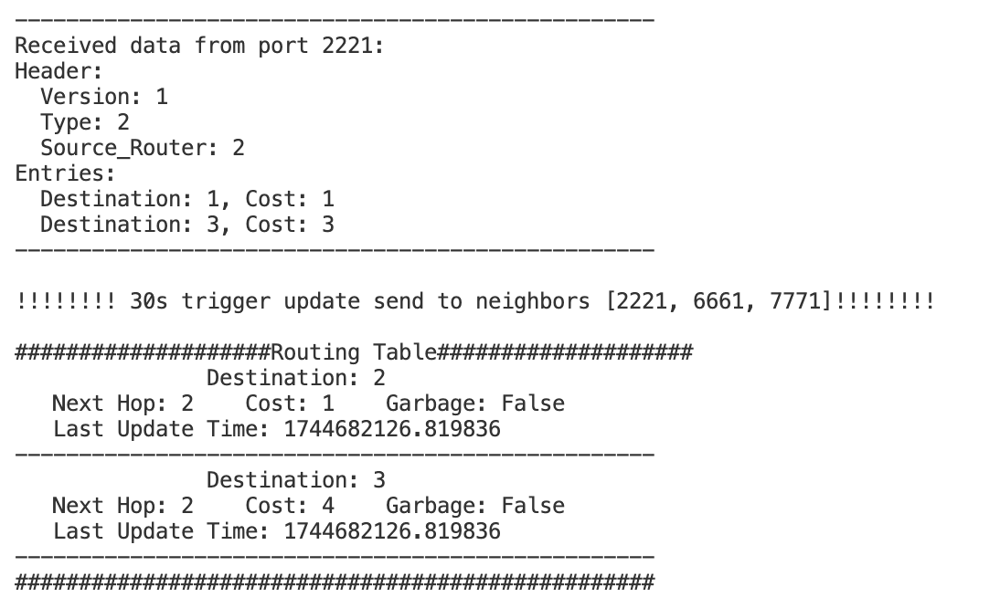 --------------------------------------------------
Received data from port 2221:
Header:
  Version: 1
  Type: 2
  Source_Router: 2
Entries:
  Destination: 1, Cost: 1
  Destination: 3, Cost: 3
--------------------------------------------------

!!!!!!!! 30s trigger update send to neighbors [2221, 6661, 7771]!!!!!!!!

####################Routing Table####################
               Destination: 2
   Next Hop: 2    Cost: 1    Garbage: False
   Last Update Time: 1744682126.819836
--------------------------------------------------
               Destination: 3
   Next Hop: 2    Cost: 4    Garbage: False
   Last Update Time: 1744682126.819836
--------------------------------------------------
##################################################